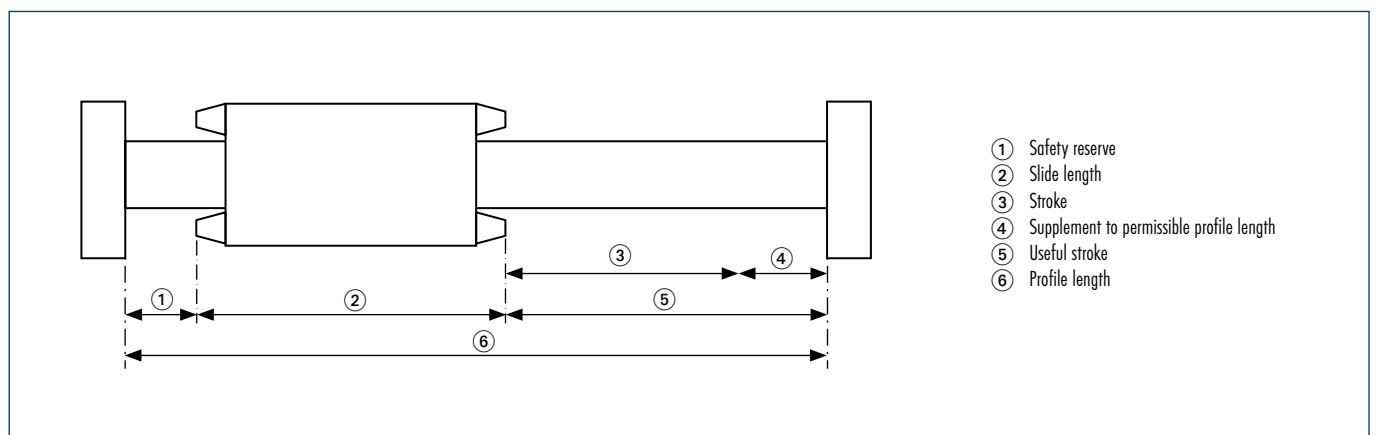 ① Safety reserve
② Slide length
③ Stroke
④ Supplement to permissible profile length
⑤ Useful stroke
⑥ Profile length
③ ④
① ② ⑤
⑥